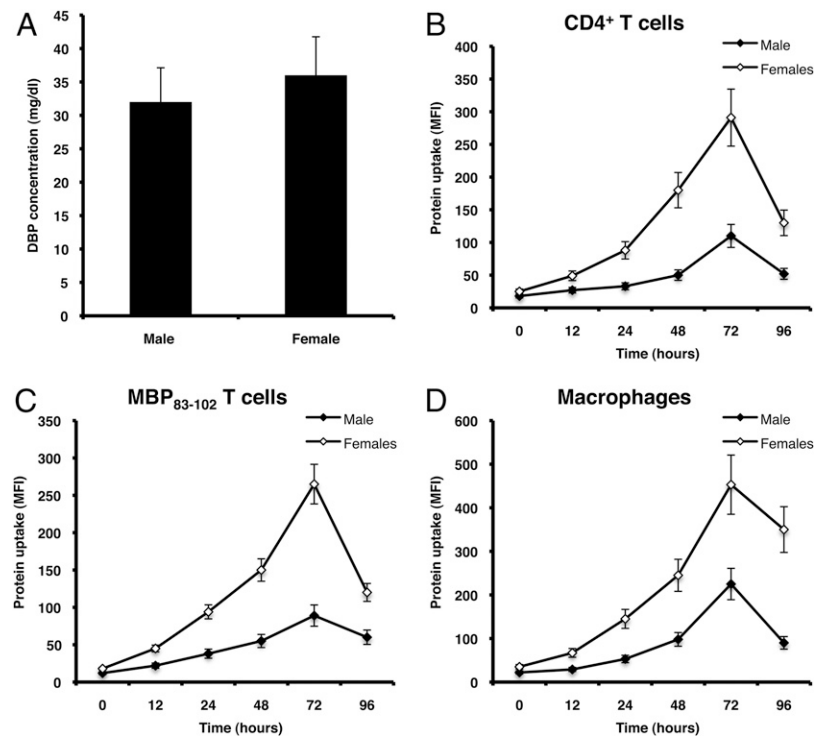 A
DBP concentration (mg/dl)
45
40
35
30
25
20
15
10
5
0
Male
Female
B
CD4⁺ T cells
Male
Females
Protein uptake (MFI)
400
350
300
250
200
150
100
50
0
0 12 24 48 72 96
Time (hours)
C
MBP₈₃₋₁₀₂ T cells
Male
Females
Protein uptake (MFI)
350
300
250
200
150
100
50
0
0 12 24 48 72 96
Time (hours)
D
Macrophages
Male
Females
Protein uptake (MFI)
600
500
400
300
200
100
0
0 12 24 48 72 96
Time (hours)